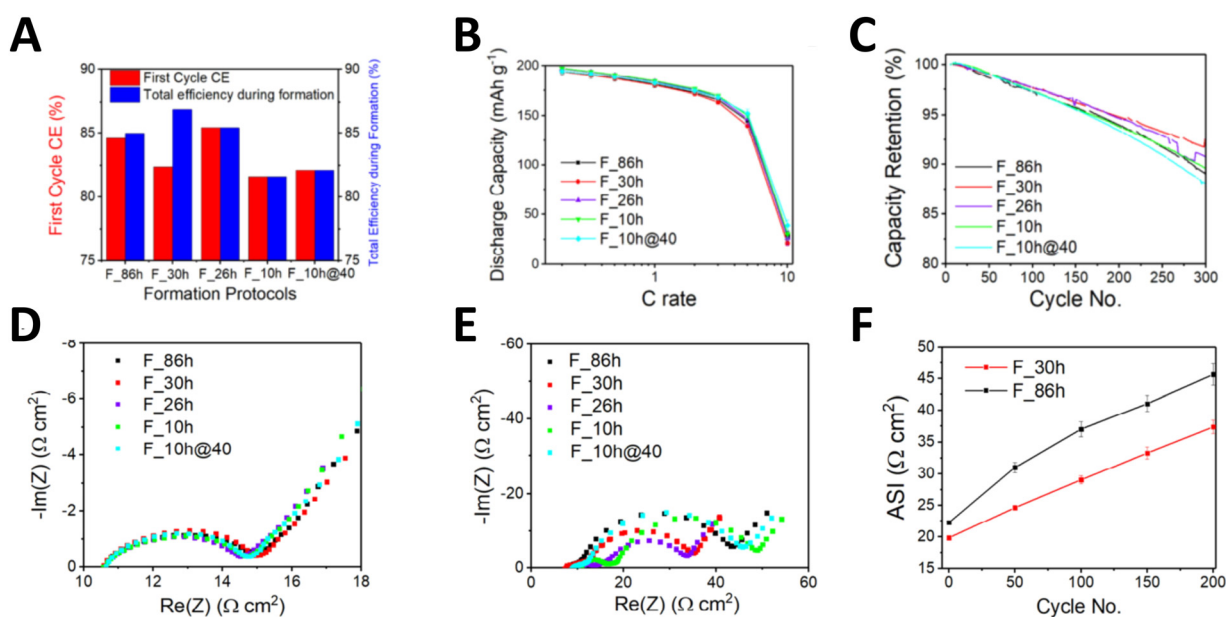 A
90
85
80
75
First Cycle CE (%)
First Cycle CE
Total efficiency during formation
90
85
80
75
Total Efficiency during Formation (%)
F_86h F_30h F_26h F_10h F_10h@40
Formation Protocols
B
200
150
100
50
0
Discharge Capacity (mAh g⁻¹)
F_86h
F_30h
F_26h
F_10h
F_10h@40
1 10
C rate
C
100
95
90
85
80
Capacity Retention (%)
F_86h
F_30h
F_26h
F_10h
F_10h@40
0 50 100 150 200 250 300
Cycle No.
D
-8
-6
-4
-2
0
-Im(Z) (Ω cm²)
F_86h
F_30h
F_26h
F_10h
F_10h@40
10 12 14 16 18
Re(Z) (Ω cm²)
E
-60
-40
-20
0
-Im(Z) (Ω cm²)
F_86h
F_30h
F_26h
F_10h
F_10h@40
0 20 40 60
Re(Z) (Ω cm²)
F
50
45
40
35
30
25
20
15
ASI (Ω cm²)
F_30h
F_86h
0 50 100 150 200
Cycle No.